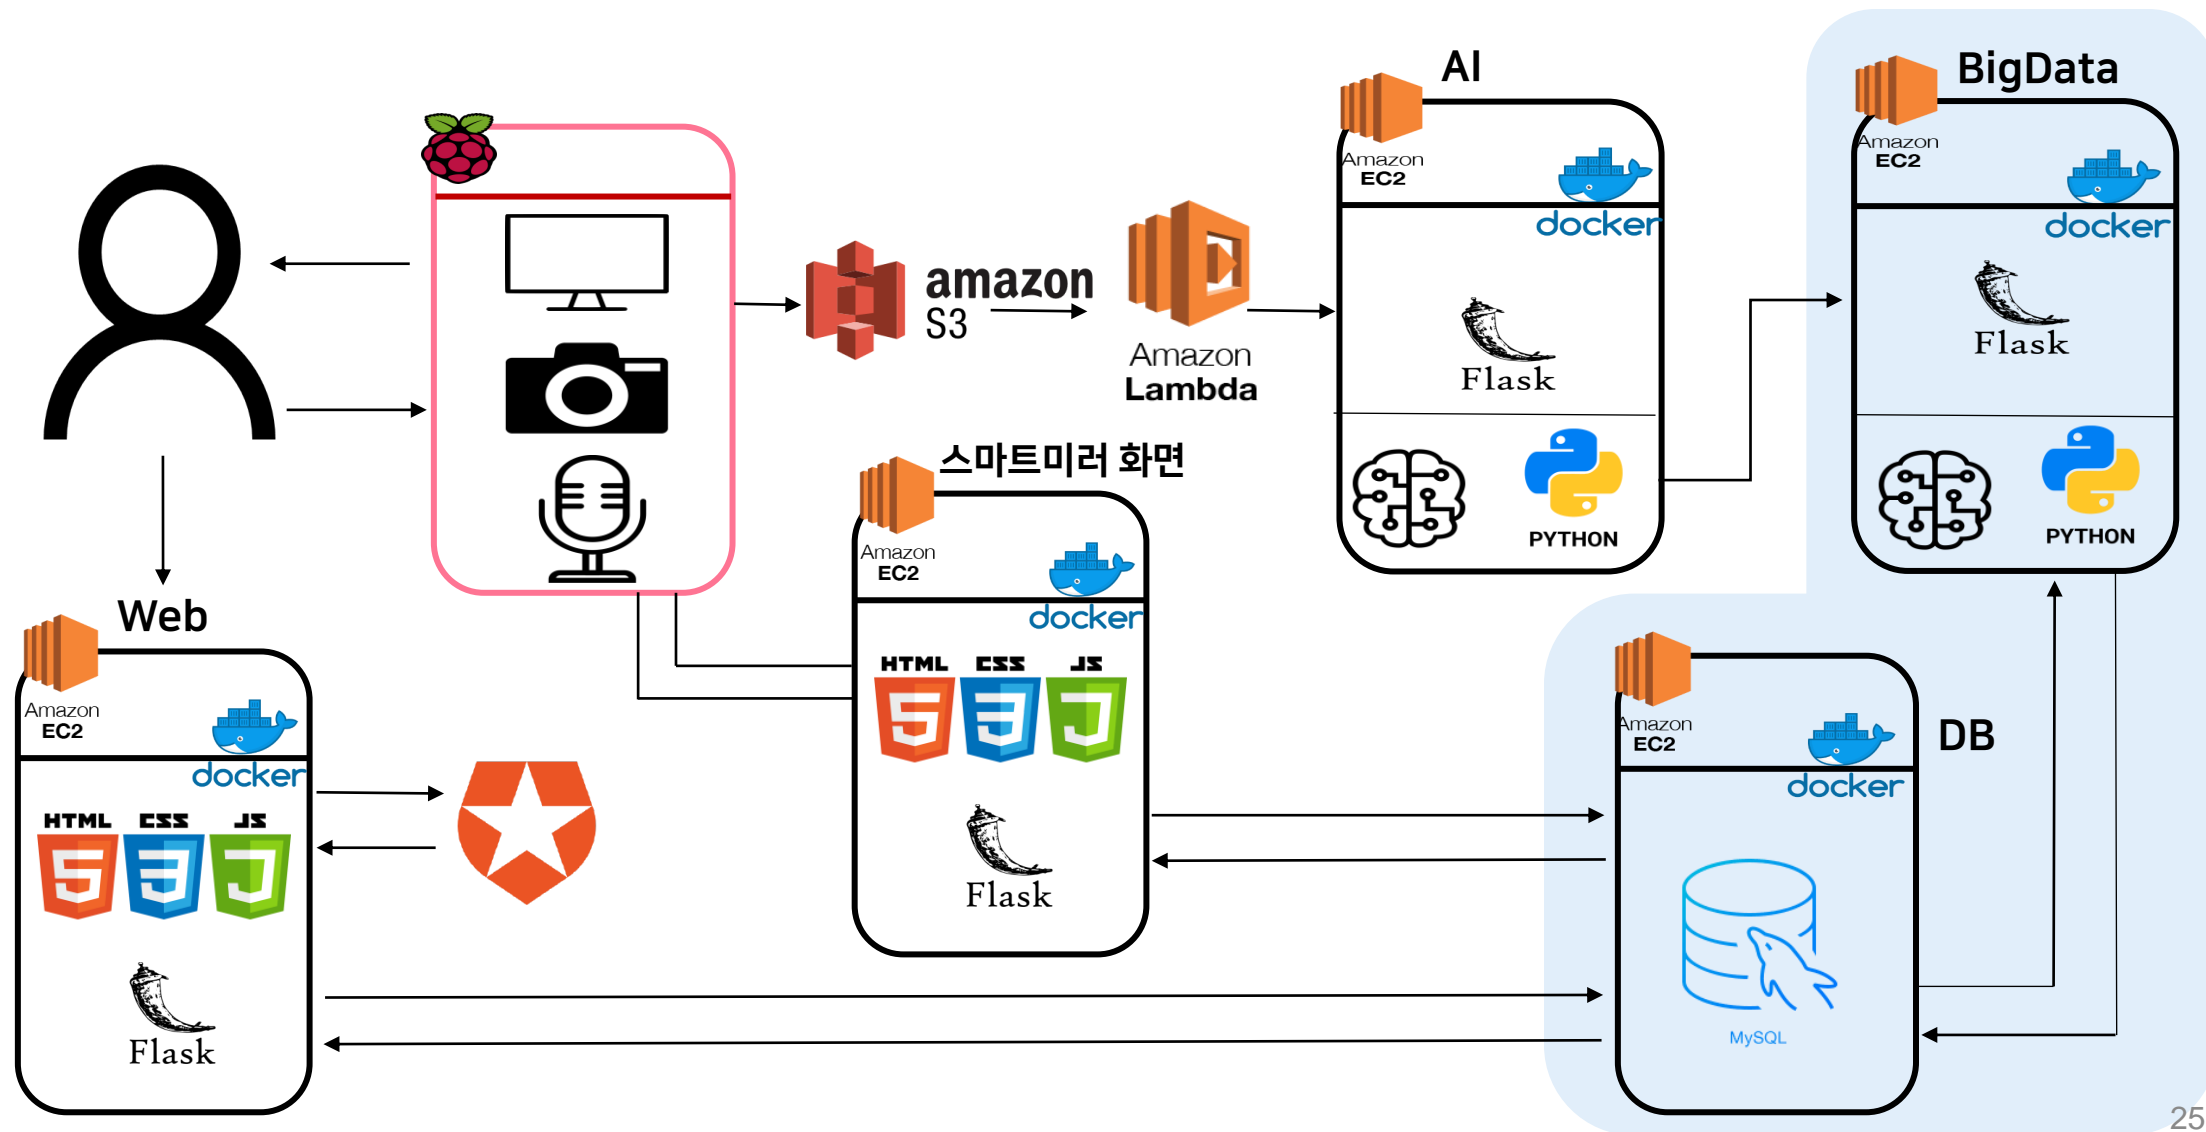 AI
Amazon
EC2
docker
Flask
PYTHON
BigData
Amazon
EC2
docker
Flask
PYTHON
amazon
S3
Amazon
Lambda
스마트미러 화면
Amazon
EC2
docker
HTML CSS JS
Flask
Web
Amazon
EC2
docker
HTML CSS JS
Flask
DB
Amazon
EC2
docker
MySQL
25